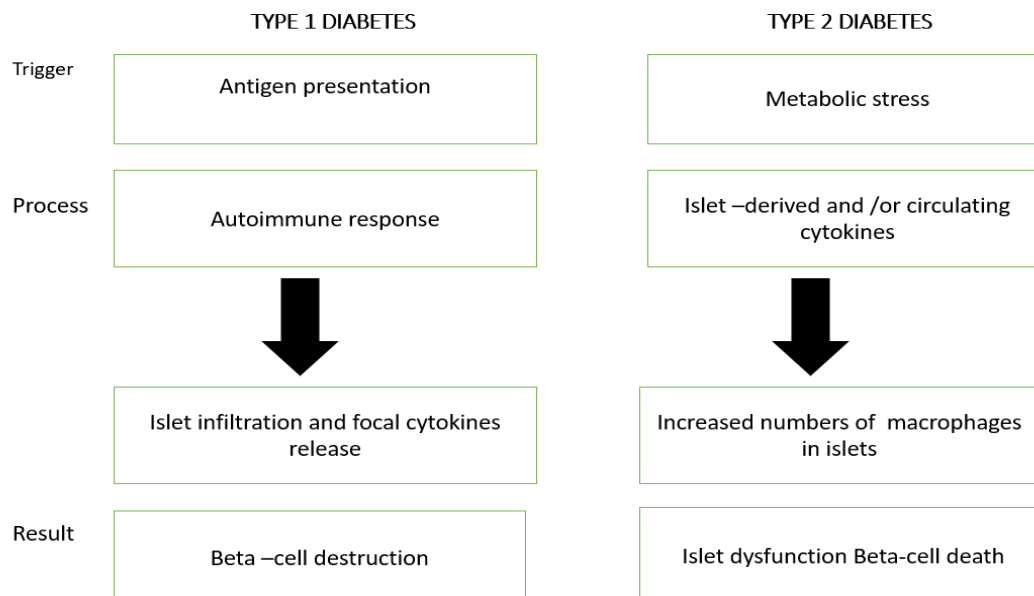 TYPE 1 DIABETES
TYPE 2 DIABETES
Trigger
Antigen presentation
Metabolic stress
Process
Autoimmune response
Islet –derived and /or circulating
cytokines
Islet infiltration and focal cytokines
release
Increased numbers of macrophages
in islets
Result
Beta –cell destruction
Islet dysfunction Beta-cell death